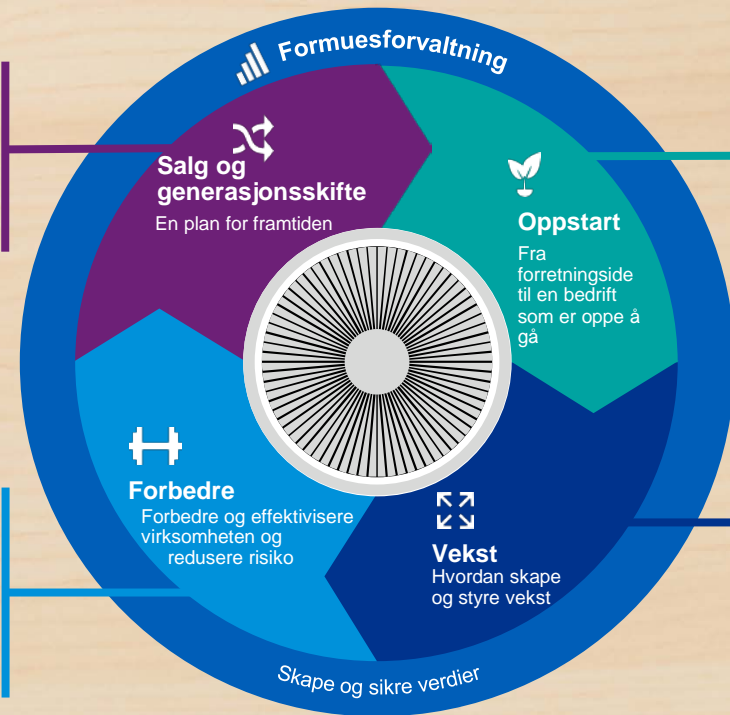 Formuesforvaltning
Salg og
generasjonsskifte
En plan for framtiden
Oppstart
Fra
forretningside
til en bedrift
som er oppe å
gå
Vekst
Hvordan skape
og styre vekst
Forbedre
Forbedre og effektivisere
virksomheten og
redusere risiko
Skape og sikre verdier